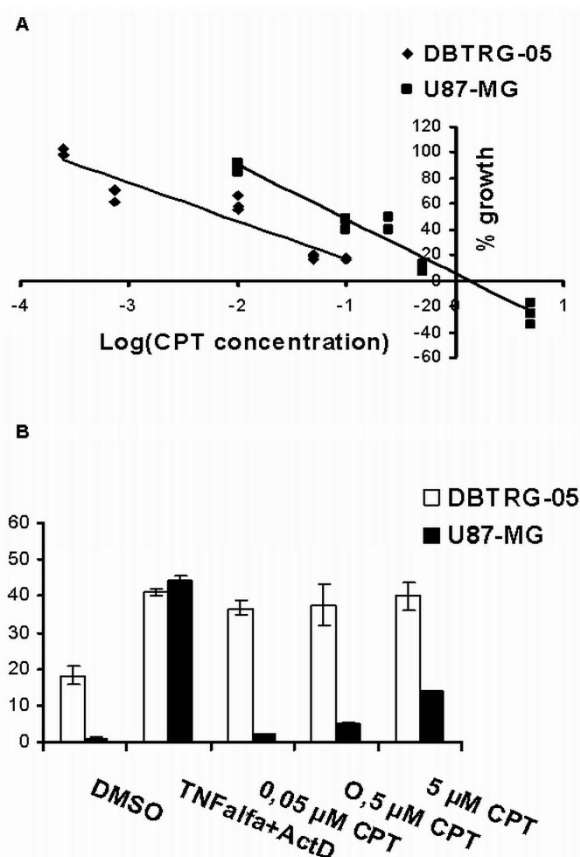 A
DBTRG-05
U87-MG
120
100
80
60
40
20
0
-20
-40
-60
% growth
-4 -3 -2 -1 0 1
Log(CPT concentration)
B
DBTRG-05
U87-MG
60
50
40
30
20
10
0
DMSO
TNFalfa+ActD
0,05 µM CPT
O,5 µM CPT
5 µM CPT